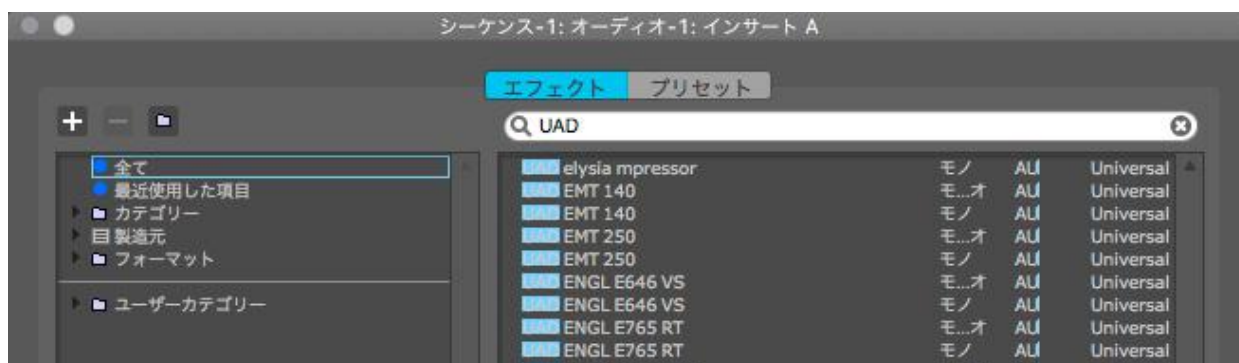 シーケンス-1: オーディオ-1: インサート A
エフェクト プリセット
UAD
全て
最近使用した項目
カテゴリー
製造元
フォーマット
ユーザーカテゴリー
UAD elysia mpressor モノ AU Universal
UAD EMT 140 モ...オ AU Universal
UAD EMT 140 モノ AU Universal
UAD EMT 250 モ...オ AU Universal
UAD EMT 250 モノ AU Universal
UAD ENGL E646 VS モ...オ AU Universal
UAD ENGL E646 VS モノ AU Universal
UAD ENGL E765 RT モ...オ AU Universal
UAD ENGL E765 RT モノ AU Universal